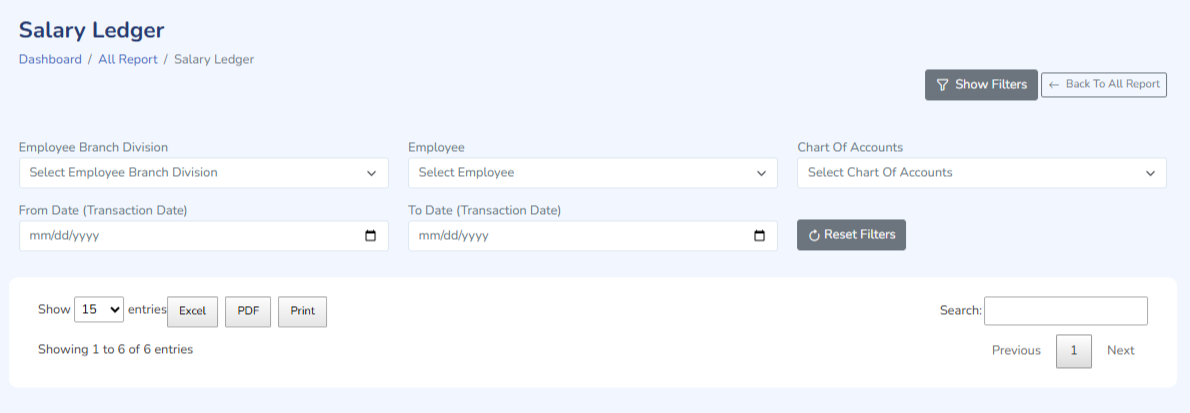 Salary Ledger
Dashboard / All Report / Salary Ledger
Show Filters
← Back To All Report
Employee Branch Division
Employee
Chart Of Accounts
Select Employee Branch Division
Select Employee
Select Chart Of Accounts
From Date (Transaction Date)
To Date (Transaction Date)
mm/dd/yyyy
mm/dd/yyyy
Reset Filters
Show 15 entries
Excel
PDF
Print
Search:
Showing 1 to 6 of 6 entries
Previous
1
Next